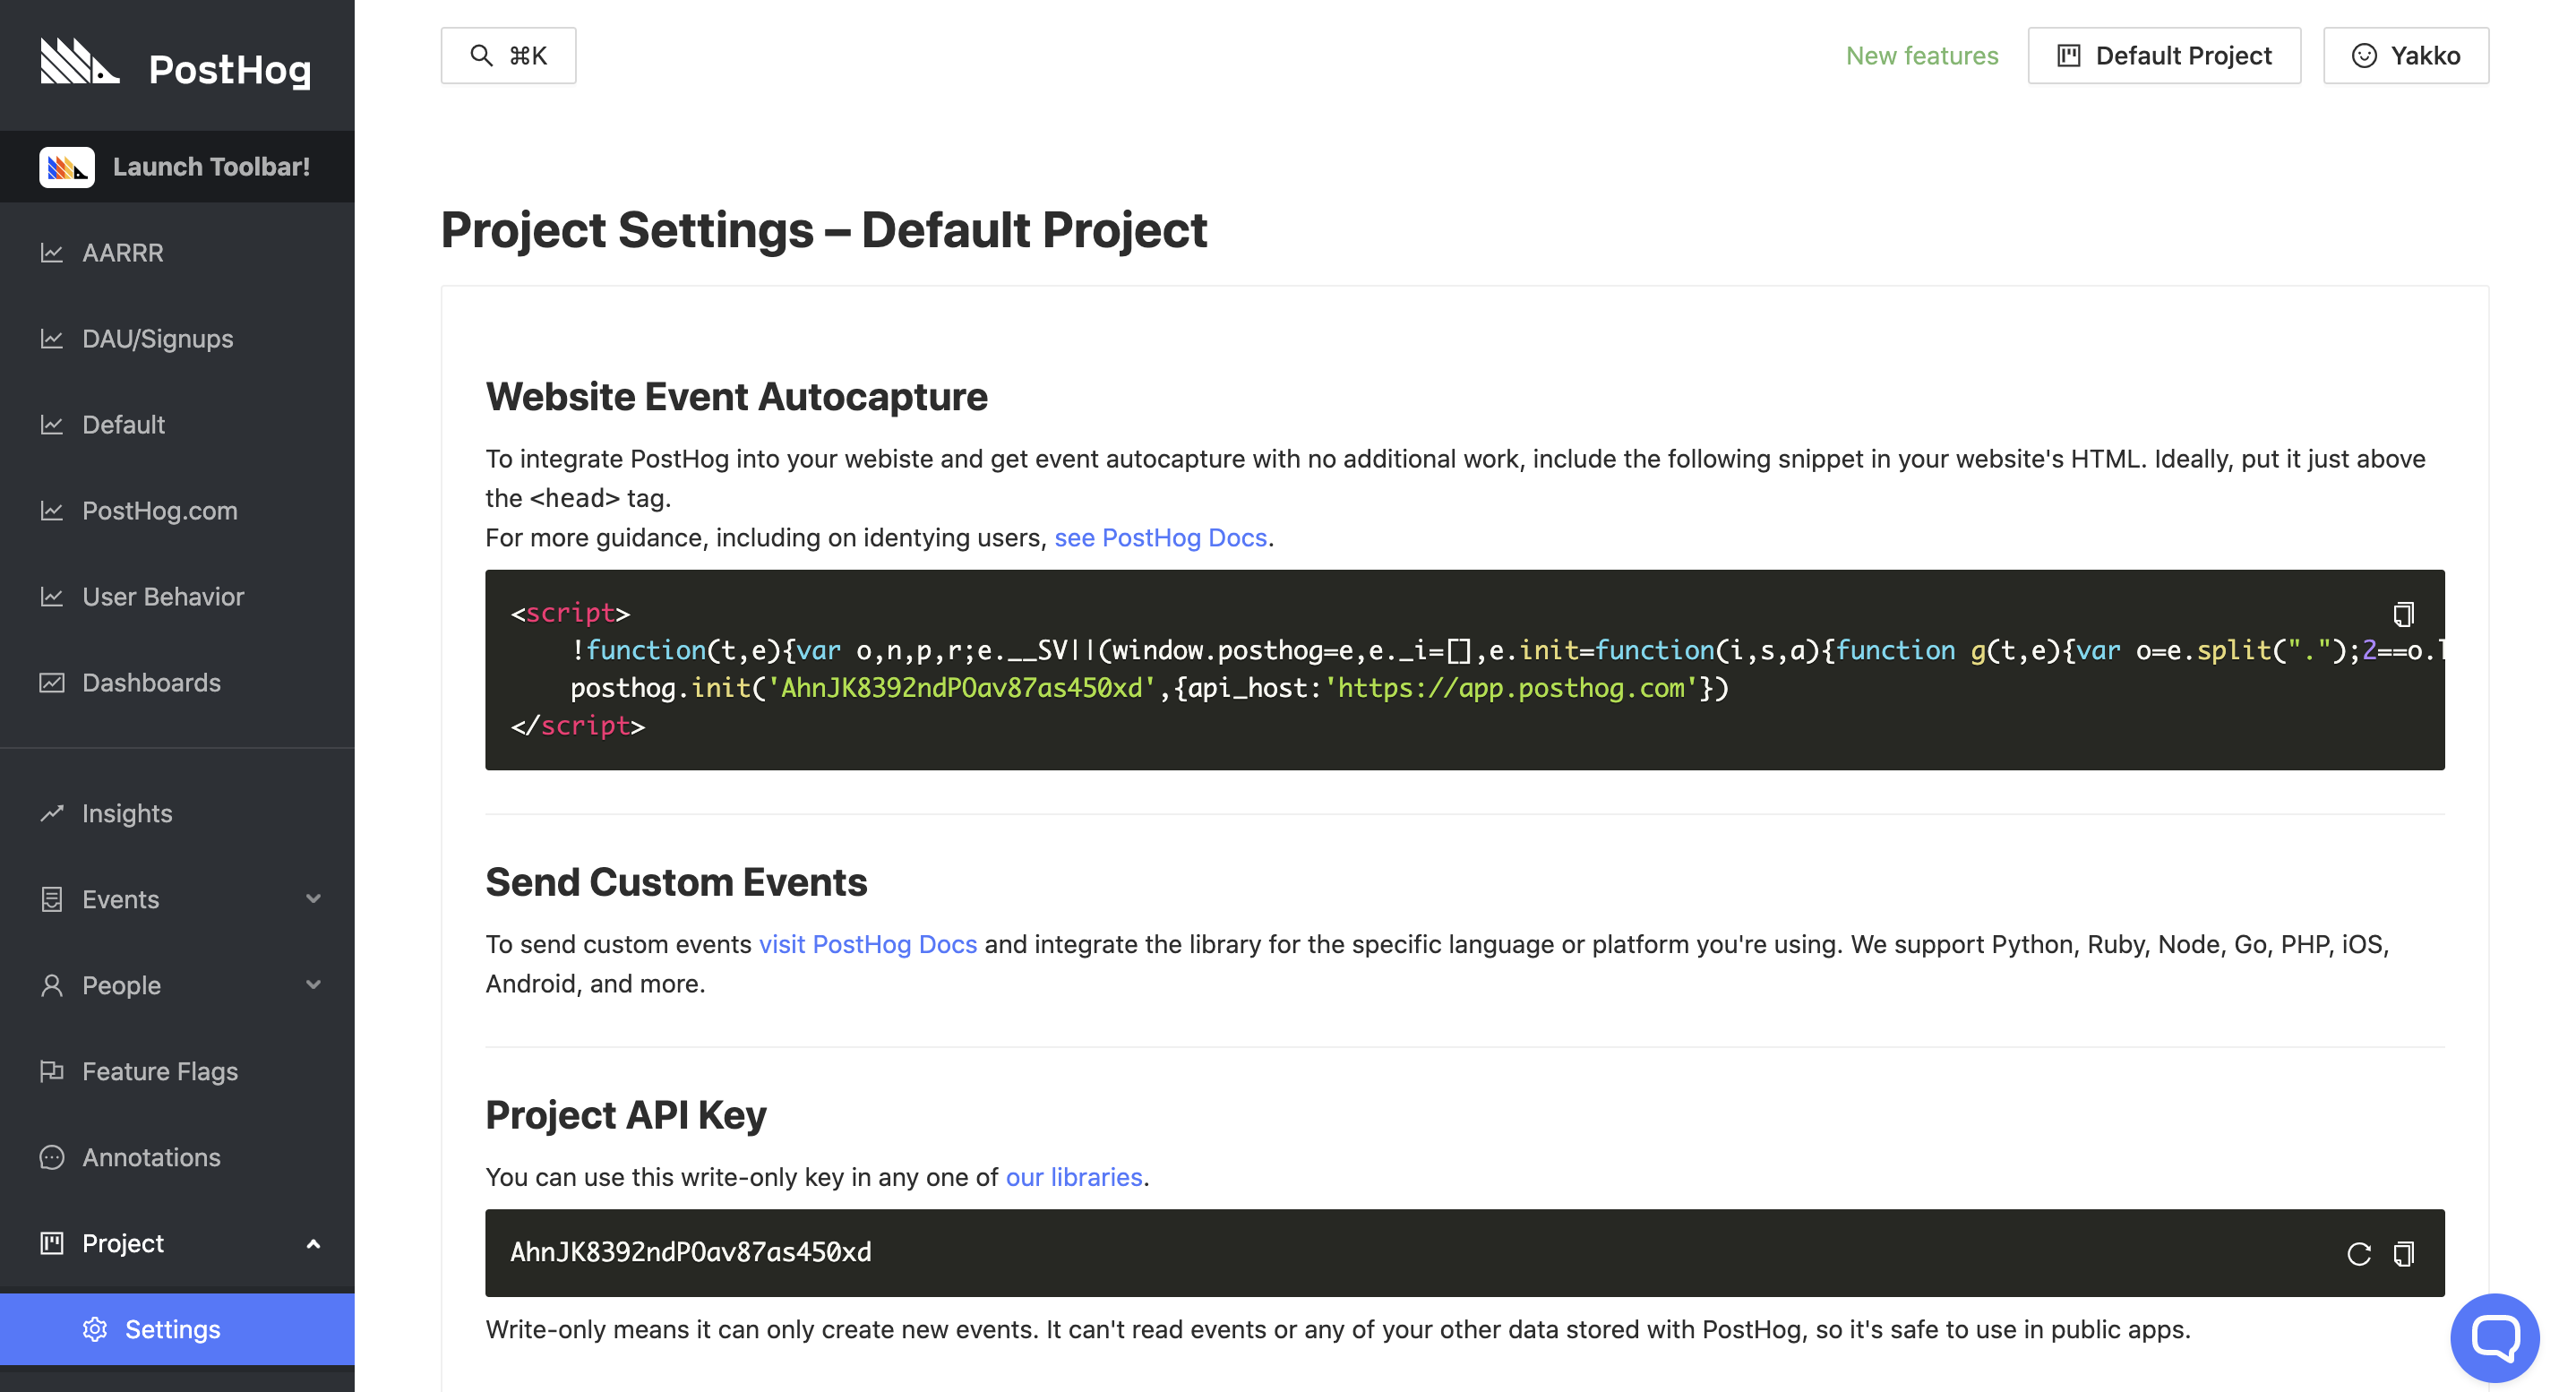 PostHog
Launch Toolbar!
AARRR
DAU/Signups
Default
PostHog.com
User Behavior
Dashboards
Insights
Events
People
Feature Flags
Annotations
Project
Settings
⌘K
New features
Default Project
Yakko
Project Settings – Default Project
Website Event Autocapture
To integrate PostHog into your webiste and get event autocapture with no additional work, include the following snippet in your website's HTML. Ideally, put it just above
the <head> tag.
For more guidance, including on identying users, see PostHog Docs.
<script>
!function(t,e){var o,n,p,r;e.__SV||(window.posthog=e,e._i=[],e.init=function(i,s,a){function g(t,e){var o=e.split(".");2==o.l
posthog.init('AhnJK8392ndPOav87as450xd',{api_host:'https://app.posthog.com'})
</script>
Send Custom Events
To send custom events visit PostHog Docs and integrate the library for the specific language or platform you're using. We support Python, Ruby, Node, Go, PHP, iOS,
Android, and more.
Project API Key
You can use this write-only key in any one of our libraries.
AhnJK8392ndPOav87as450xd
Write-only means it can only create new events. It can't read events or any of your other data stored with PostHog, so it's safe to use in public apps.